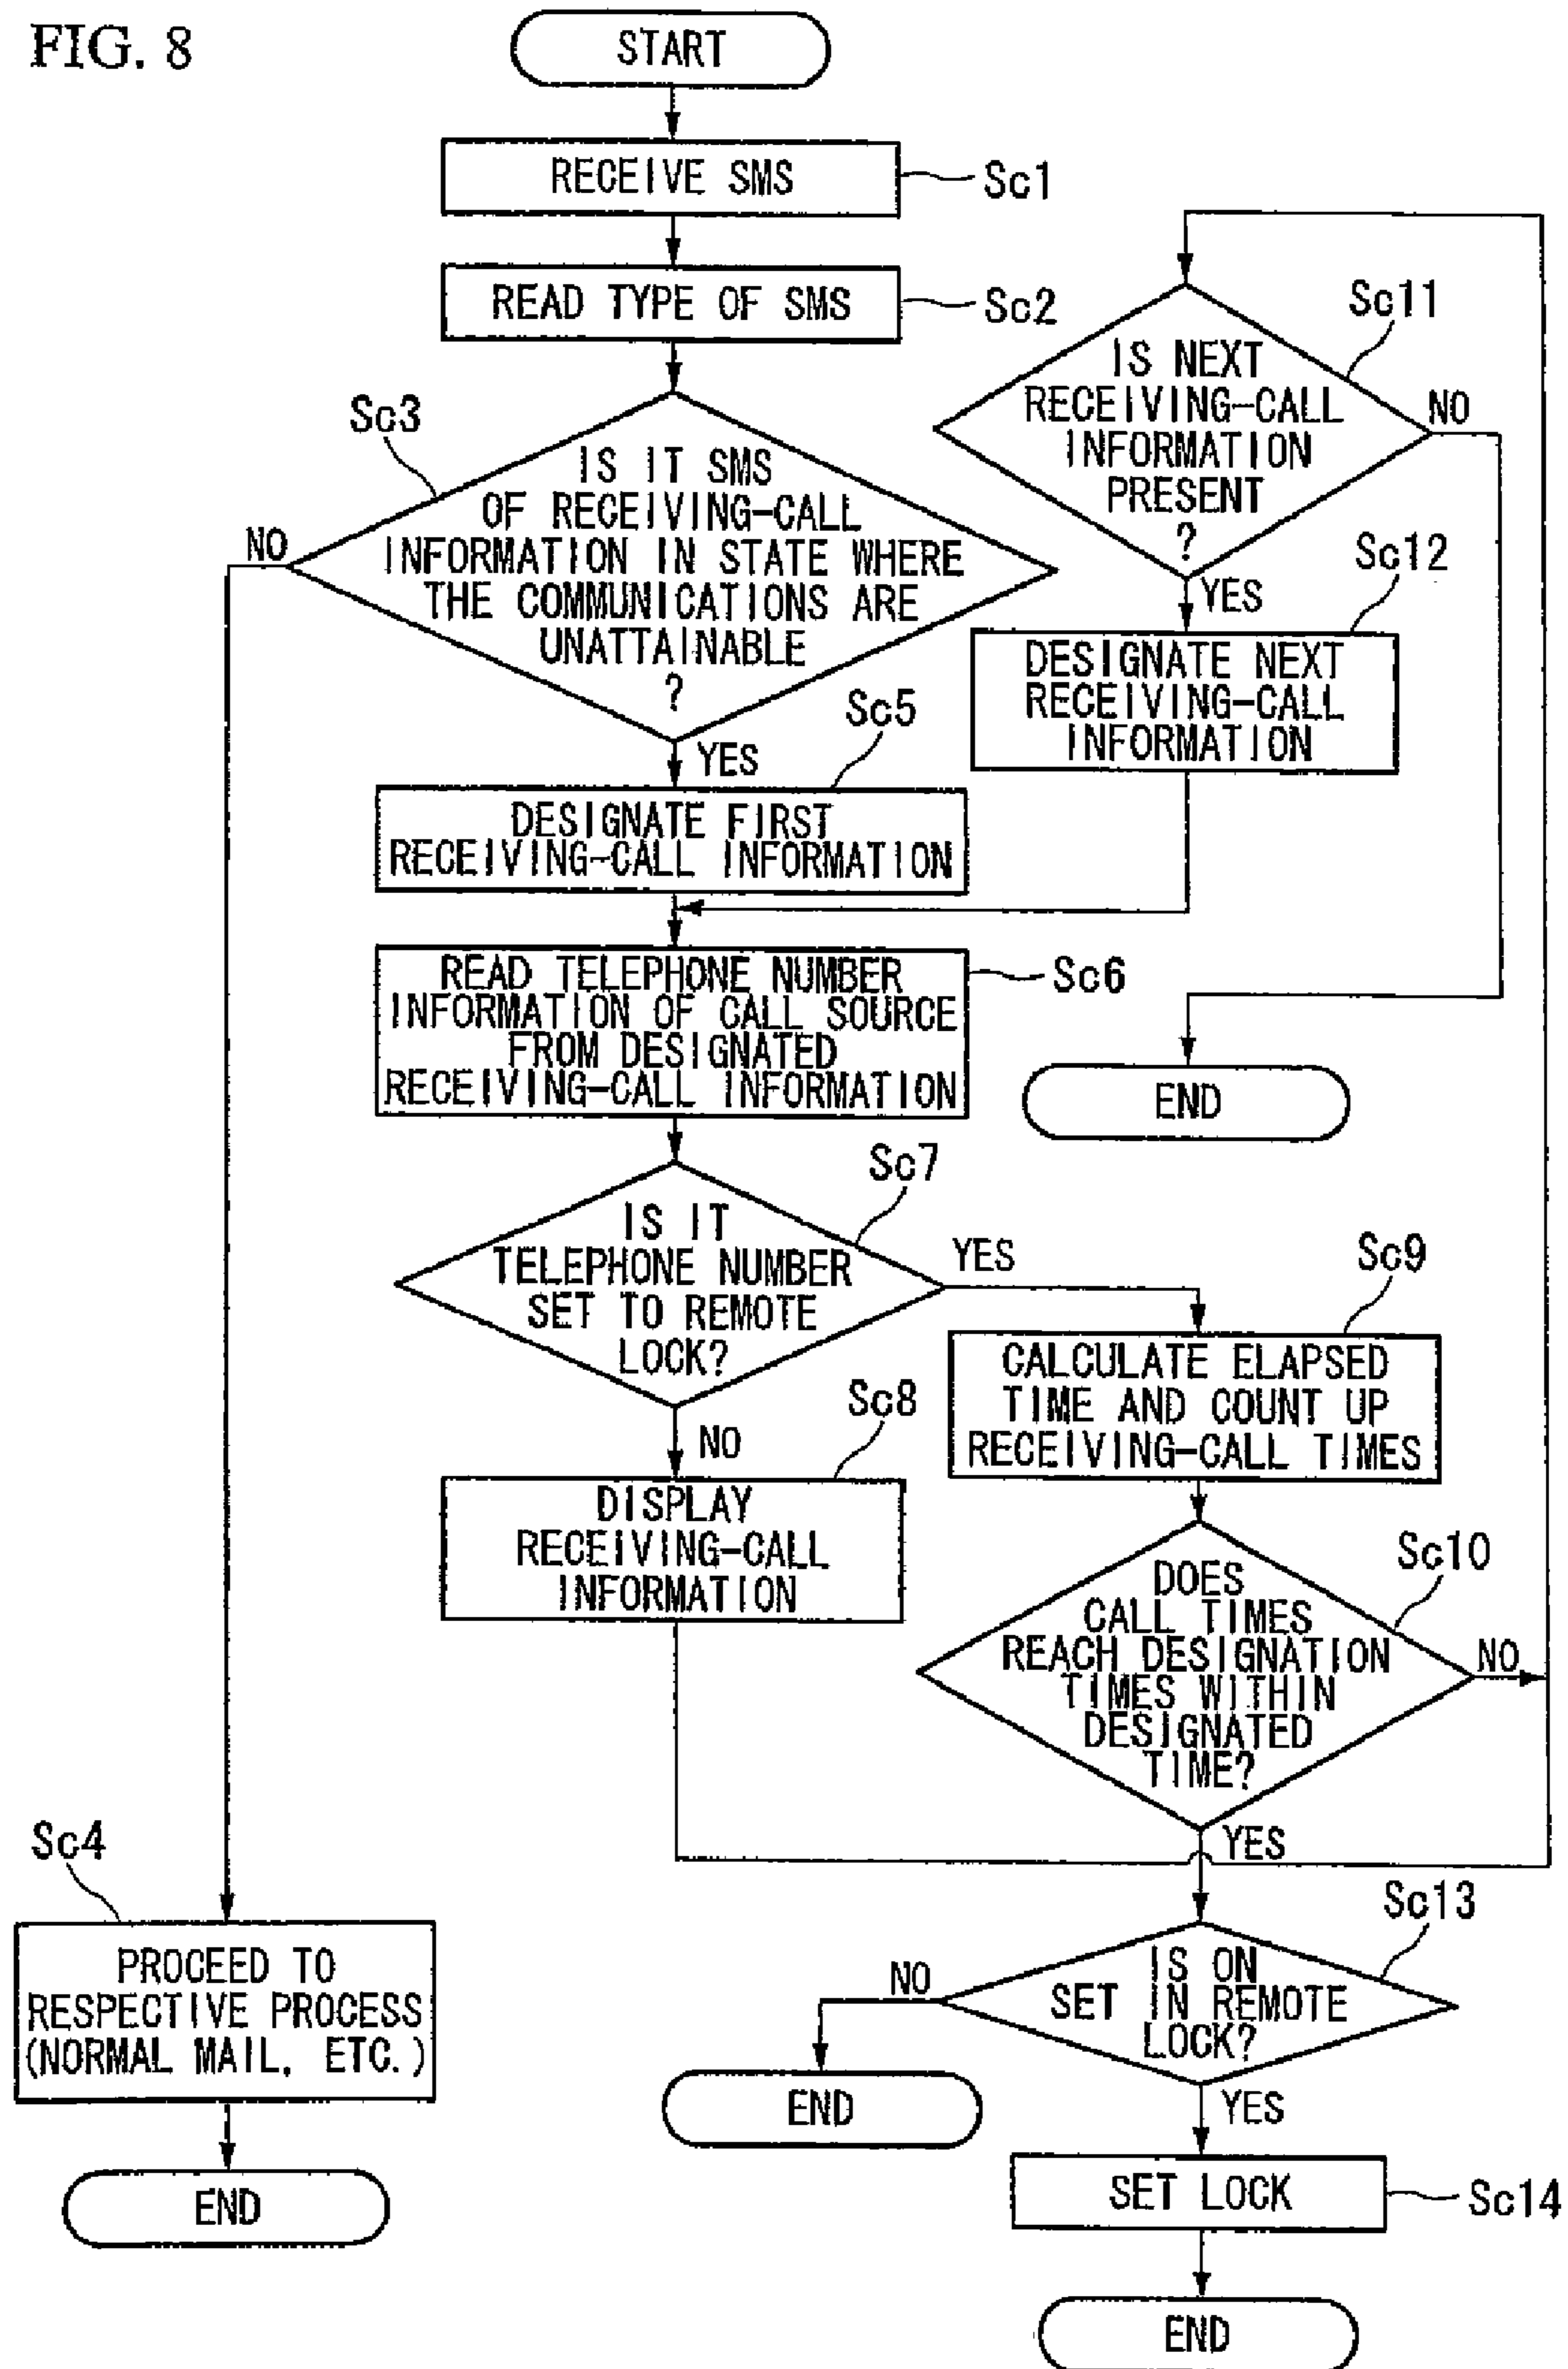 FIG. 8
START
RECEIVE SMS
Sc1
READ TYPE OF SMS
Sc2
Sc3
IS IT SMS
OF RECEIVING-CALL
INFORMATION IN STATE WHERE
THE COMMUNICATIONS ARE
UNATTAINABLE
?
NO
YES
Sc5
DESIGNATE FIRST
RECEIVING-CALL INFORMATION
READ TELEPHONE NUMBER
INFORMATION OF CALL SOURCE
FROM DESIGNATED
RECEIVING-CALL INFORMATION
Sc6
Sc7
IS IT
TELEPHONE NUMBER
SET TO REMOTE
LOCK?
YES
NO
Sc8
DISPLAY
RECEIVING-CALL
INFORMATION
Sc9
CALCULATE ELAPSED
TIME AND COUNT UP
RECEIVING-CALL TIMES
Sc10
DOES
CALL TIMES
REACH DESIGNATION
TIMES WITHIN
DESIGNATED
TIME?
NO
YES
Sc11
IS NEXT
RECEIVING-CALL
INFORMATION
PRESENT
?
NO
YES
Sc12
DESIGNATE NEXT
RECEIVING-CALL
INFORMATION
END
Sc13
IS ON
SET IN REMOTE
LOCK?
NO
END
YES
SET LOCK
Sc14
END
Sc4
PROCEED TO
RESPECTIVE PROCESS
(NORMAL MAIL, ETC.)
END